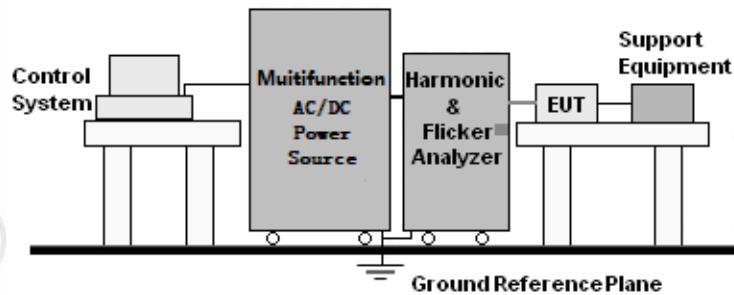 Control
System
Muitifunction
AC/DC
Power
Source
Harmonic
&
Flicker
Analyzer
EUT
Support
Equipment
Ground Reference Plane